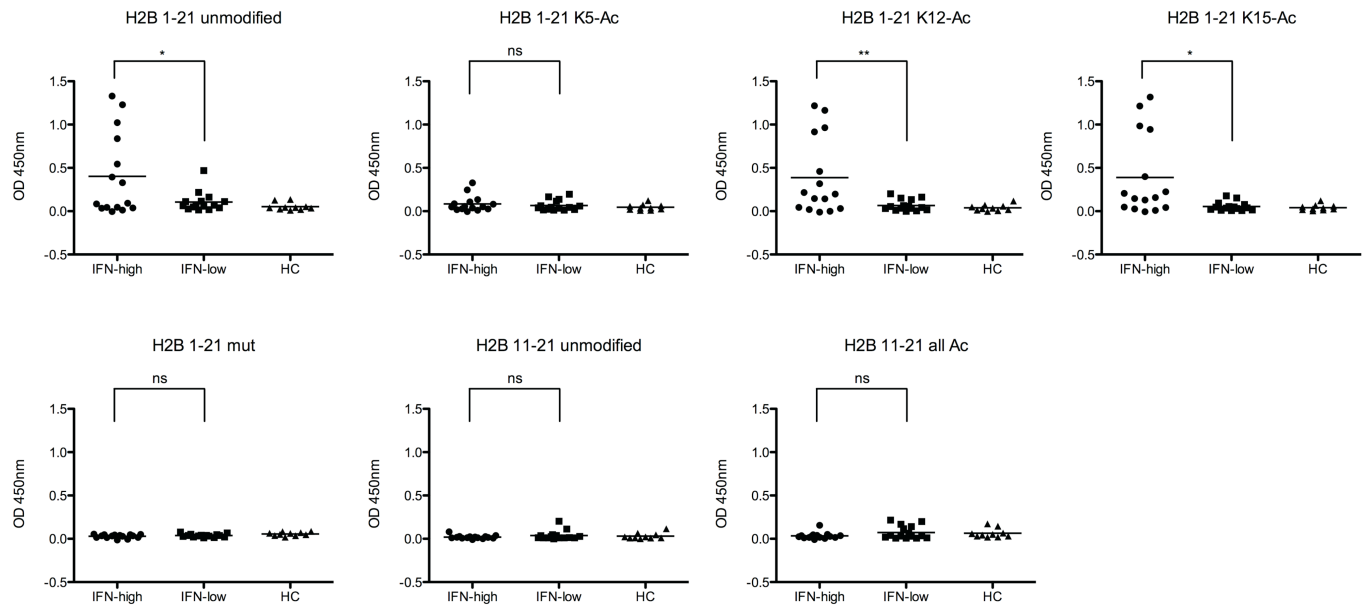 H2B 1-21 unmodified
*
OD 450nm
1.5
1.0
0.5
0.0
-0.5
IFN-high IFN-low HC
H2B 1-21 K5-Ac
ns
OD 450nm
1.5
1.0
0.5
0.0
-0.5
IFN-high IFN-low HC
H2B 1-21 K12-Ac
**
OD 450nm
1.5
1.0
0.5
0.0
-0.5
IFN-high IFN-low HC
H2B 1-21 K15-Ac
*
OD 450nm
1.5
1.0
0.5
0.0
-0.5
IFN-high IFN-low HC
H2B 1-21 mut
ns
OD 450nm
1.5
1.0
0.5
0.0
-0.5
IFN-high IFN-low HC
H2B 11-21 unmodified
ns
OD 450nm
1.5
1.0
0.5
0.0
-0.5
IFN-high IFN-low HC
H2B 11-21 all Ac
ns
OD 450nm
1.5
1.0
0.5
0.0
-0.5
IFN-high IFN-low HC